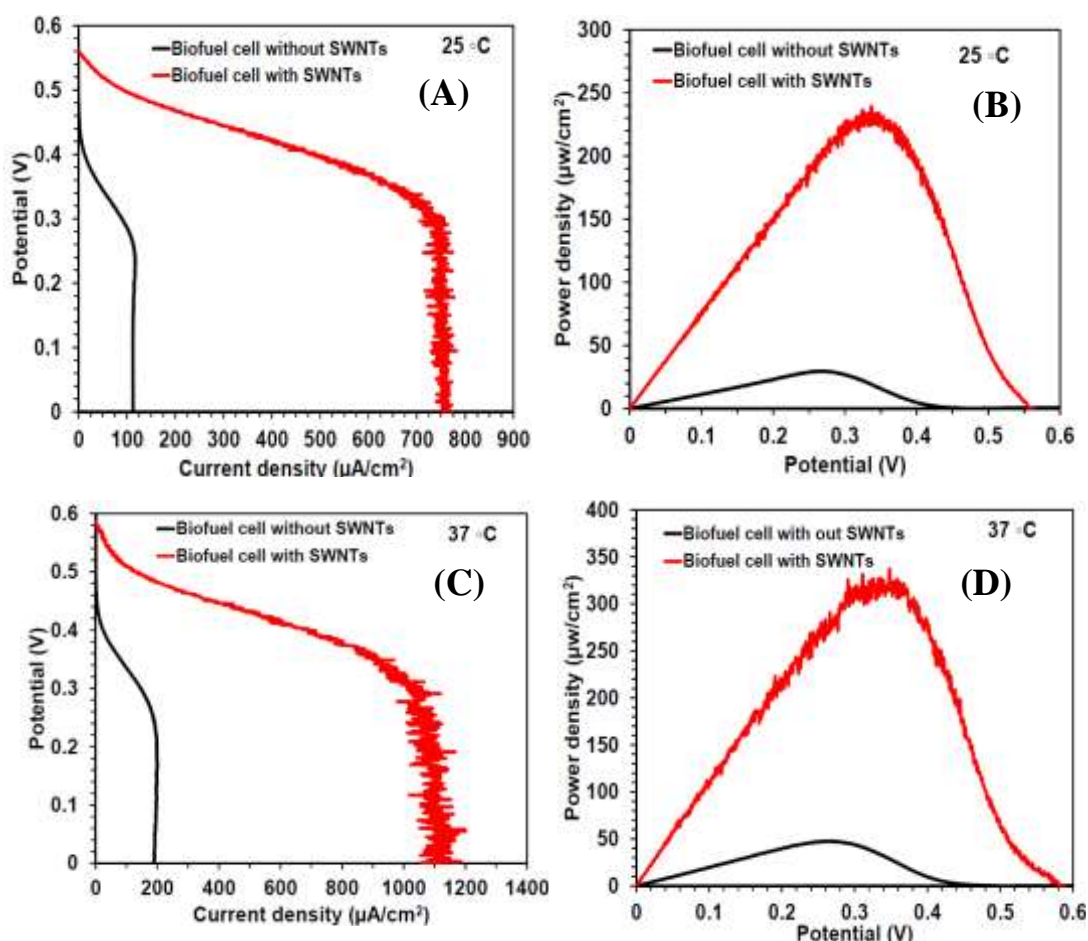 0.6
0.5
0.4
0.3
0.2
0.1
0
Potential (V)
Biofuel cell without SWNTs
Biofuel cell with SWNTs
25 ◦C
(A)
0 100 200 300 400 500 600 700 800 900
Current density (µA/cm²)
300
250
200
150
100
50
0
Power density (µw/cm²)
Biofuel cell without SWNTs
Biofuel cell with SWNTs
25 ◦C
(B)
0 0.1 0.2 0.3 0.4 0.5 0.6
Potential (V)
0.6
0.5
0.4
0.3
0.2
0.1
0
Potential (V)
Biofuel cell without SWNTs
Biofuel cell with SWNTs
37 ◦C
(C)
0 200 400 600 800 1000 1200 1400
Current density (µA/cm²)
400
350
300
250
200
150
100
50
0
Power density (µw/cm²)
Biofuel cell with out SWNTs
Biofuel cell with SWNTs
37 ◦C
(D)
0 0.1 0.2 0.3 0.4 0.5 0.6
Potential (V)